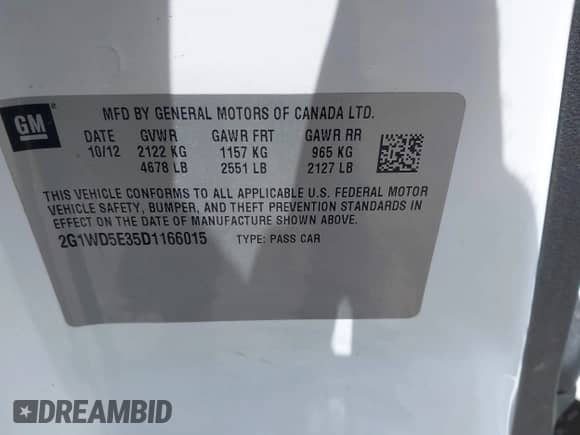 GM ®
MFD BY GENERAL MOTORS OF CANADA LTD.
DATE GVWR GAWR FRT GAWR RR
10/12 2122 KG 1157 KG 965 KG
4678 LB 2551 LB 2127 LB
THIS VEHICLE CONFORMS TO ALL APPLICABLE U.S. FEDERAL MOTOR
VEHICLE SAFETY, BUMPER, AND THEFT PREVENTION STANDARDS IN
EFFECT ON THE DATE OF MANUFACTURE SHOWN ABOVE.
2G1WD5E35D1166015 TYPE: PASS CAR
DREAMBID